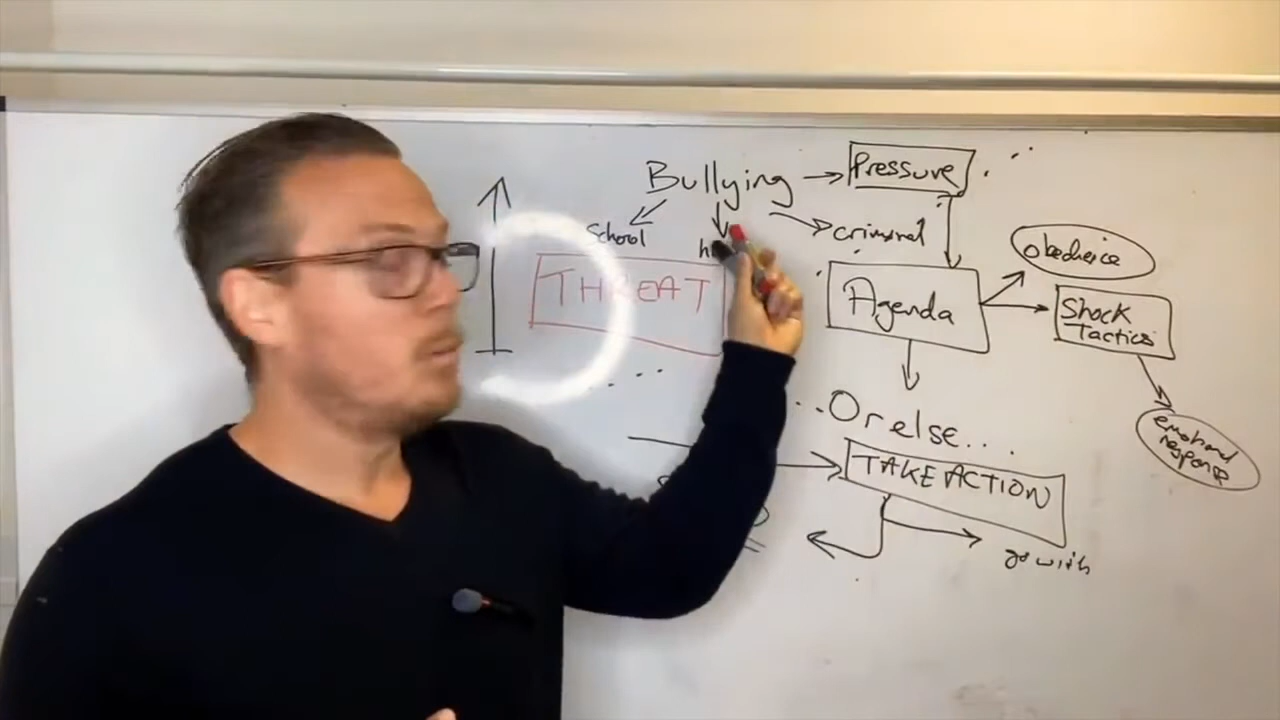 Bullying
Pressure
School
criminal
THREAT
Agenda
obedience
Shock
Tactics
..Or else...
TAKE ACTION
emotional
response
go with